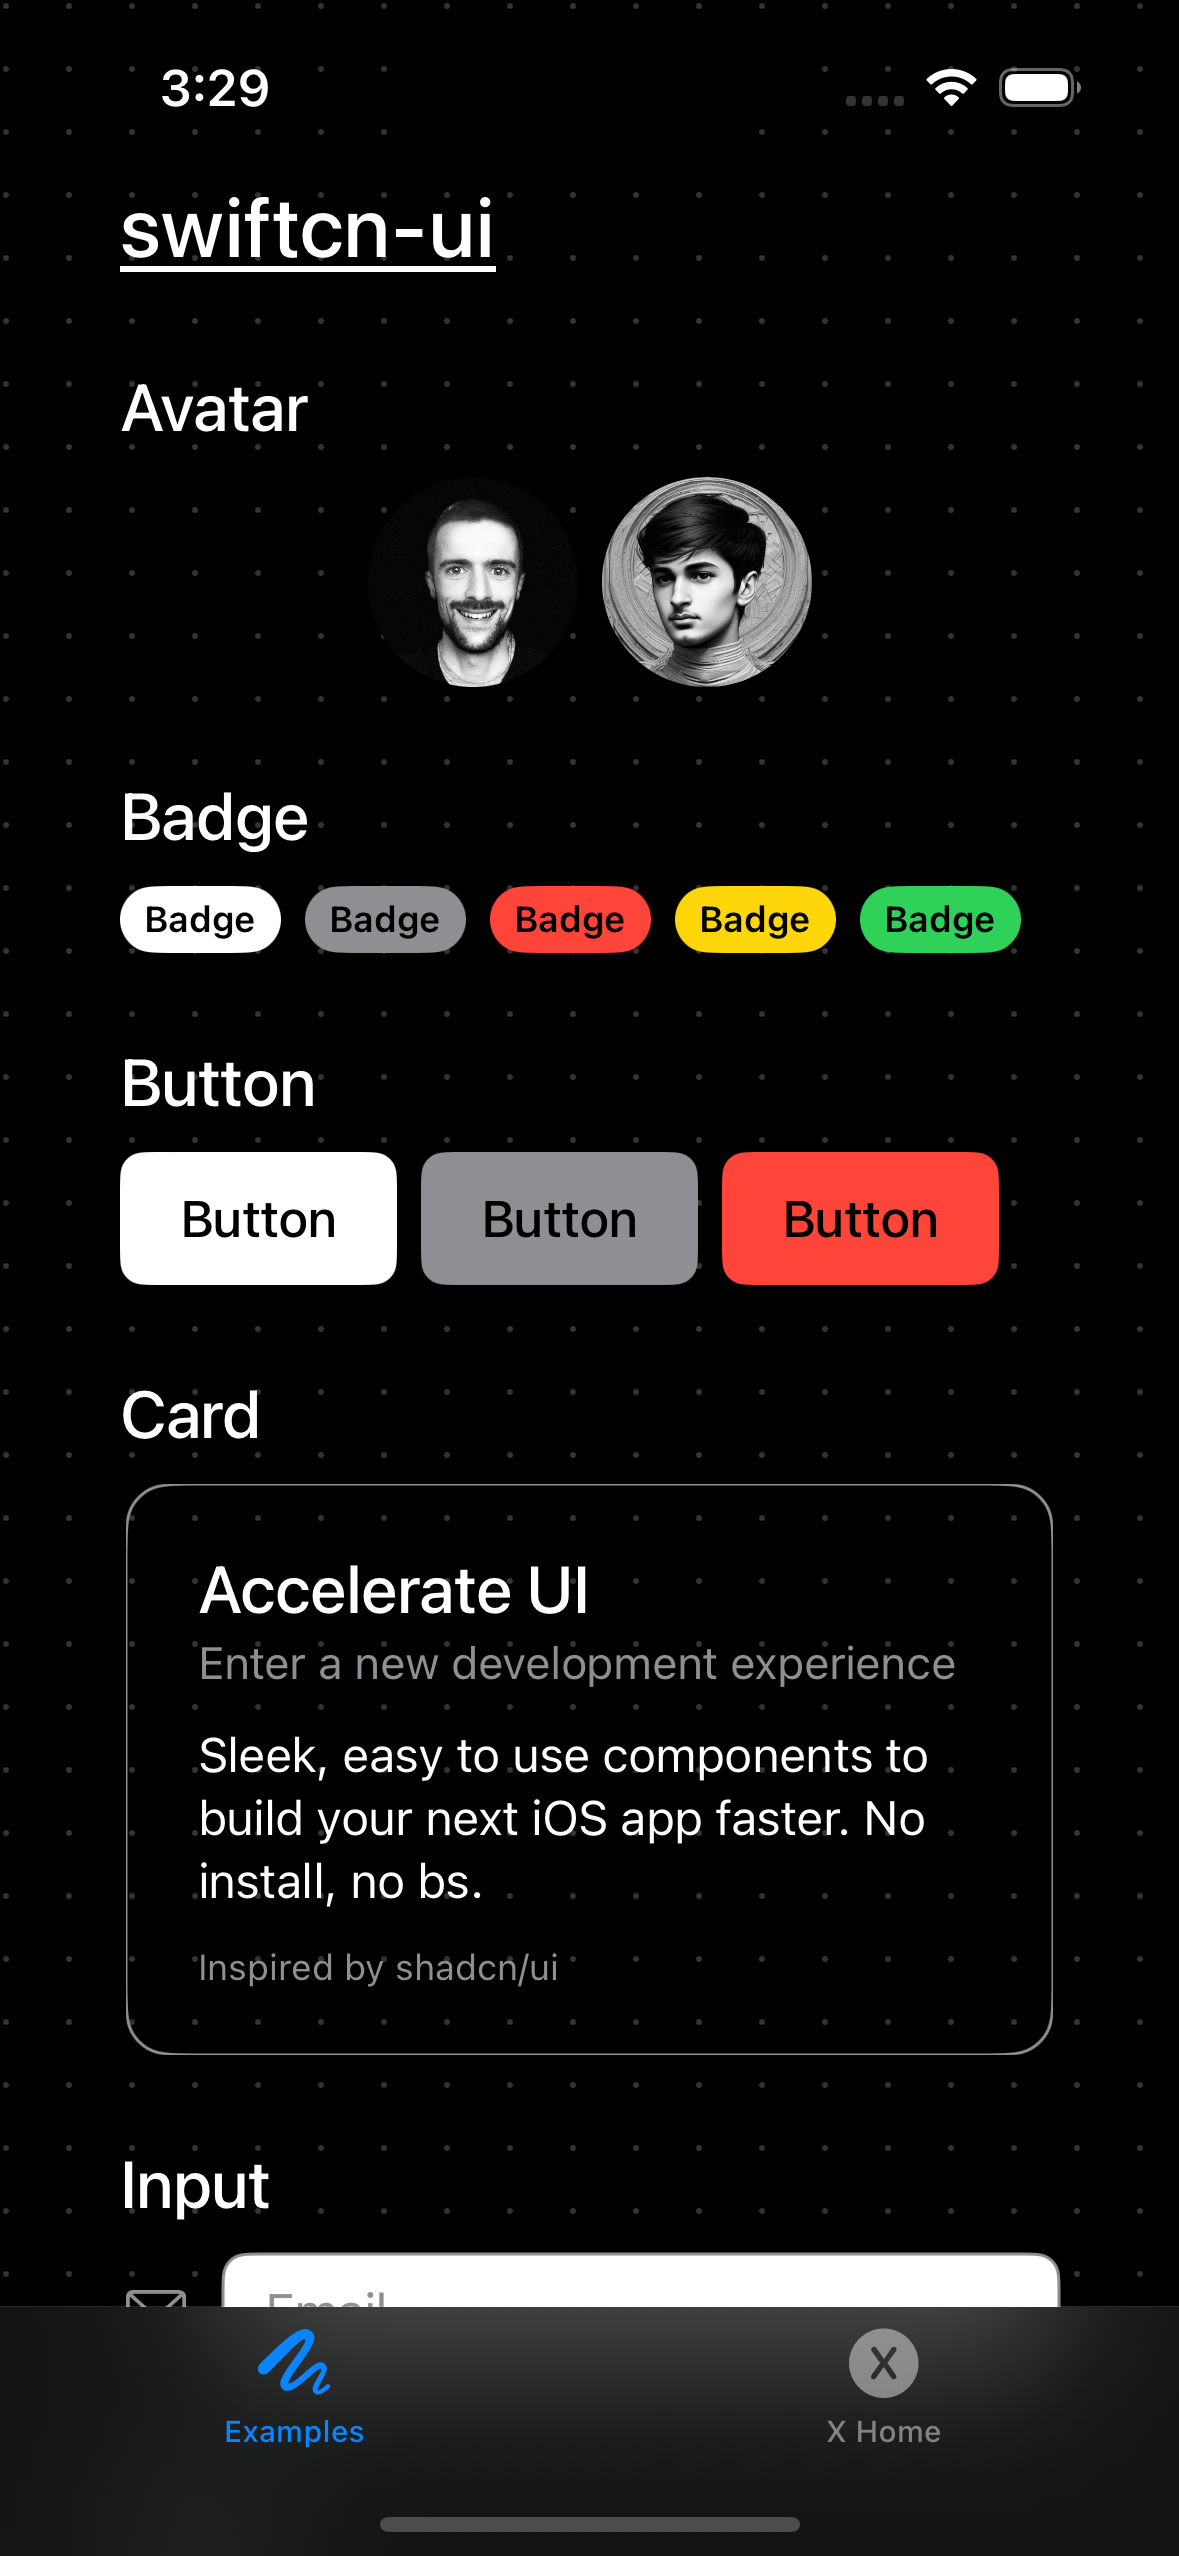 3:29
swiftcn-ui
Avatar
Badge
Badge Badge Badge Badge Badge
Button
Button Button Button
Card
Accelerate UI
Enter a new development experience
Sleek, easy to use components to
build your next iOS app faster. No
install, no bs.
Inspired by shadcn/ui
Input
Email
Examples X Home